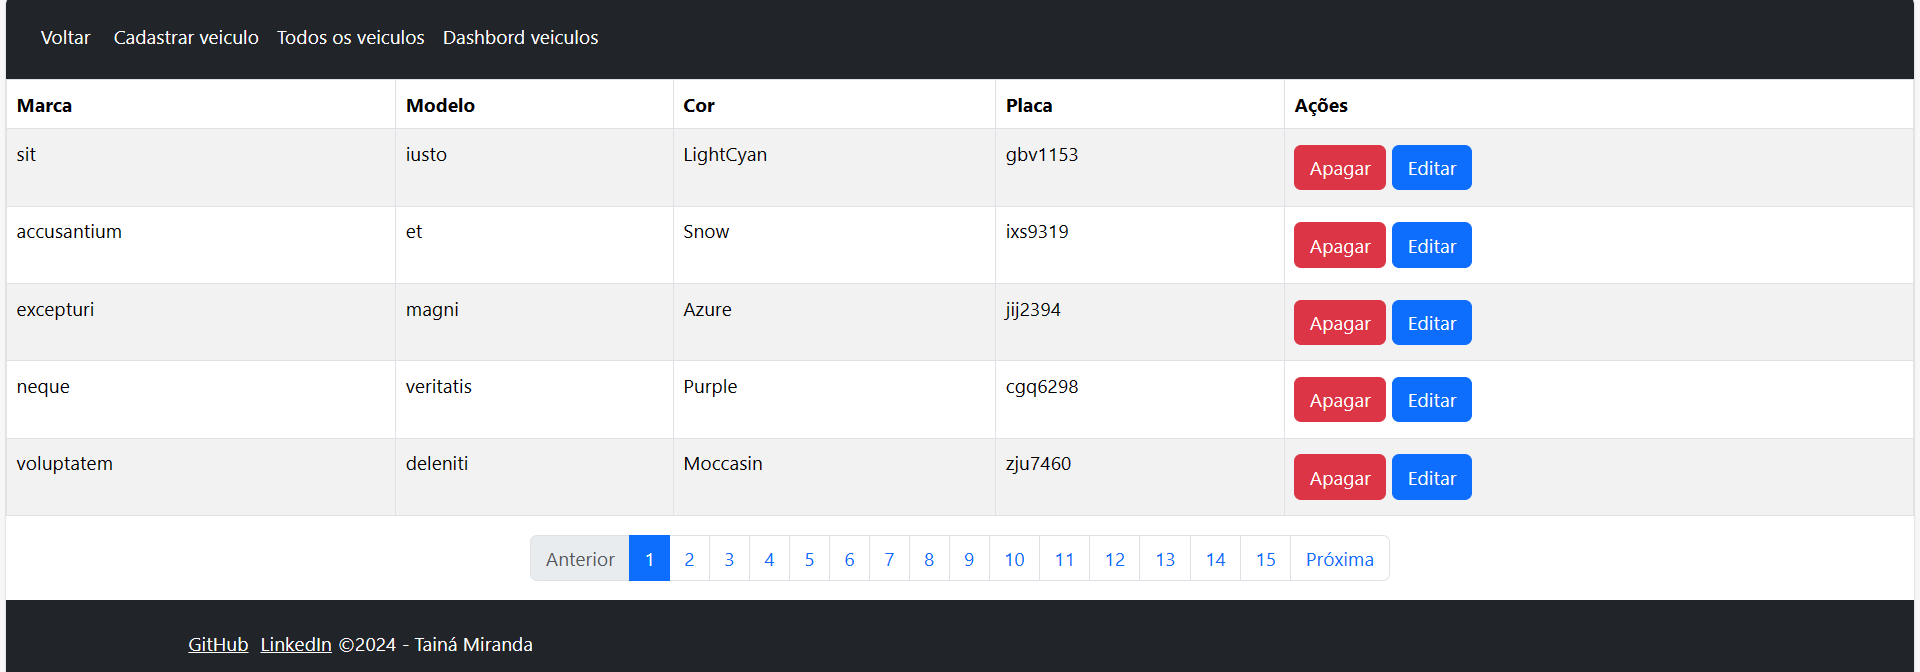 Voltar Cadastrar veiculo Todos os veiculos Dashbord veiculos
Marca Modelo Cor Placa Ações
sit iusto LightCyan gbv1153 Apagar Editar
accusantium et Snow ixs9319 Apagar Editar
excepturi magni Azure jij2394 Apagar Editar
neque veritatis Purple cgq6298 Apagar Editar
voluptatem deleniti Moccasin zju7460 Apagar Editar
Anterior 1 2 3 4 5 6 7 8 9 10 11 12 13 14 15 Próxima
GitHub LinkedIn ©2024 - Tainá Miranda